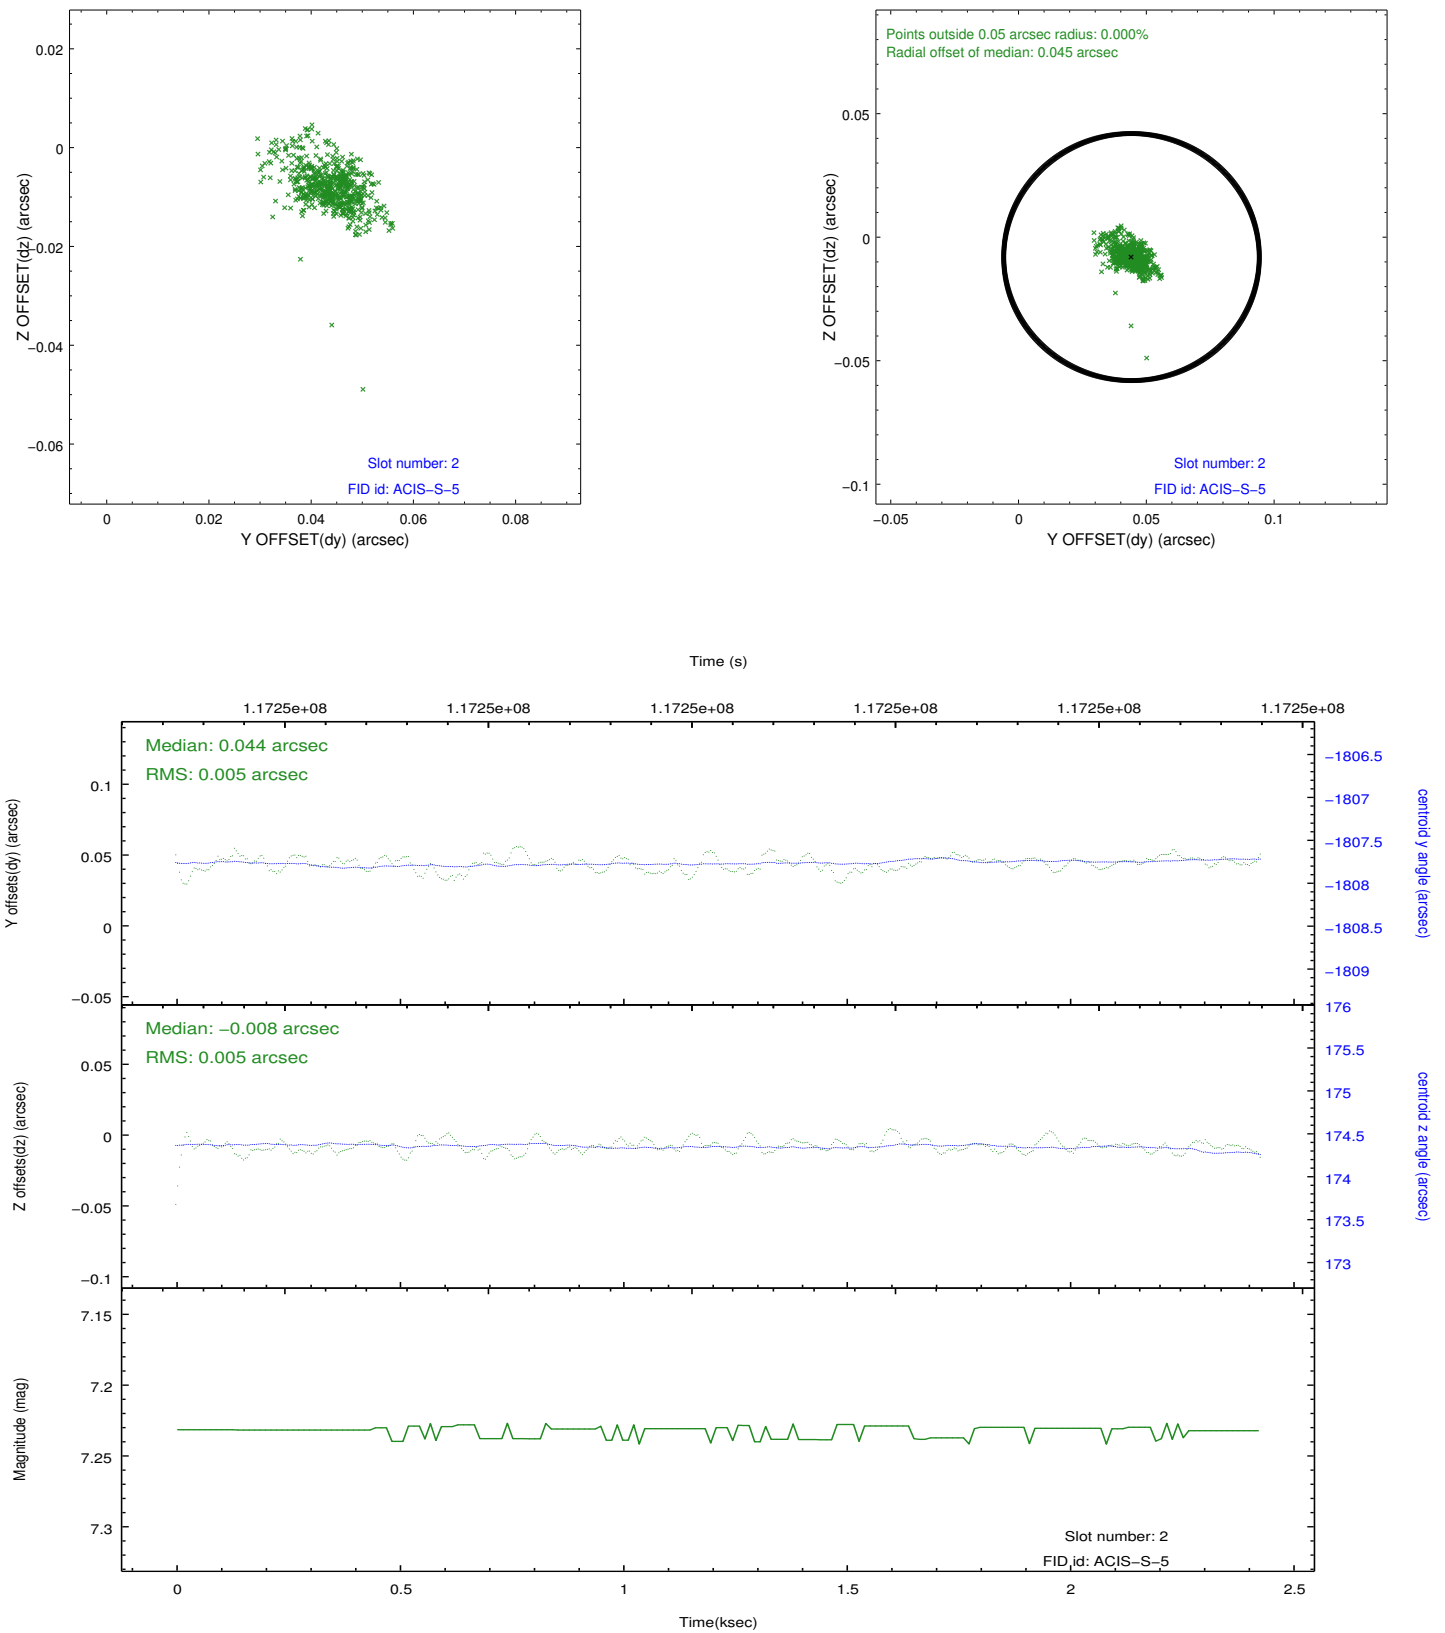 0.02
0
−0.02
−0.04
−0.06
Z OFFSET(dz) (arcsec)
Slot number: 2
FID id: ACIS−S−5
0
0.02
0.04
0.06
0.08
Y OFFSET(dy) (arcsec)
Points outside 0.05 arcsec radius: 0.000%
Radial offset of median: 0.045 arcsec
0.05
0
−0.05
−0.1
Z OFFSET(dz) (arcsec)
Slot number: 2
FID id: ACIS−S−5
−0.05
0
0.05
0.1
Y OFFSET(dy) (arcsec)
Time (s)
1.1725e+08
1.1725e+08
1.1725e+08
1.1725e+08
1.1725e+08
1.1725e+08
Median: 0.044 arcsec
RMS: 0.005 arcsec
0.1
0.05
0
−0.05
Y offsets(dy) (arcsec)
−1806.5
−1807
−1807.5
−1808
−1808.5
−1809
centroid y angle (arcsec)
Median: −0.008 arcsec
RMS: 0.005 arcsec
0.05
0
−0.05
−0.1
Z offsets(dz) (arcsec)
176
175.5
175
174.5
174
173.5
173
centroid z angle (arcsec)
7.15
7.2
7.25
7.3
Magnitude (mag)
Slot number: 2
FID id: ACIS−S−5
0
0.5
1
1.5
2
2.5
Time(ksec)